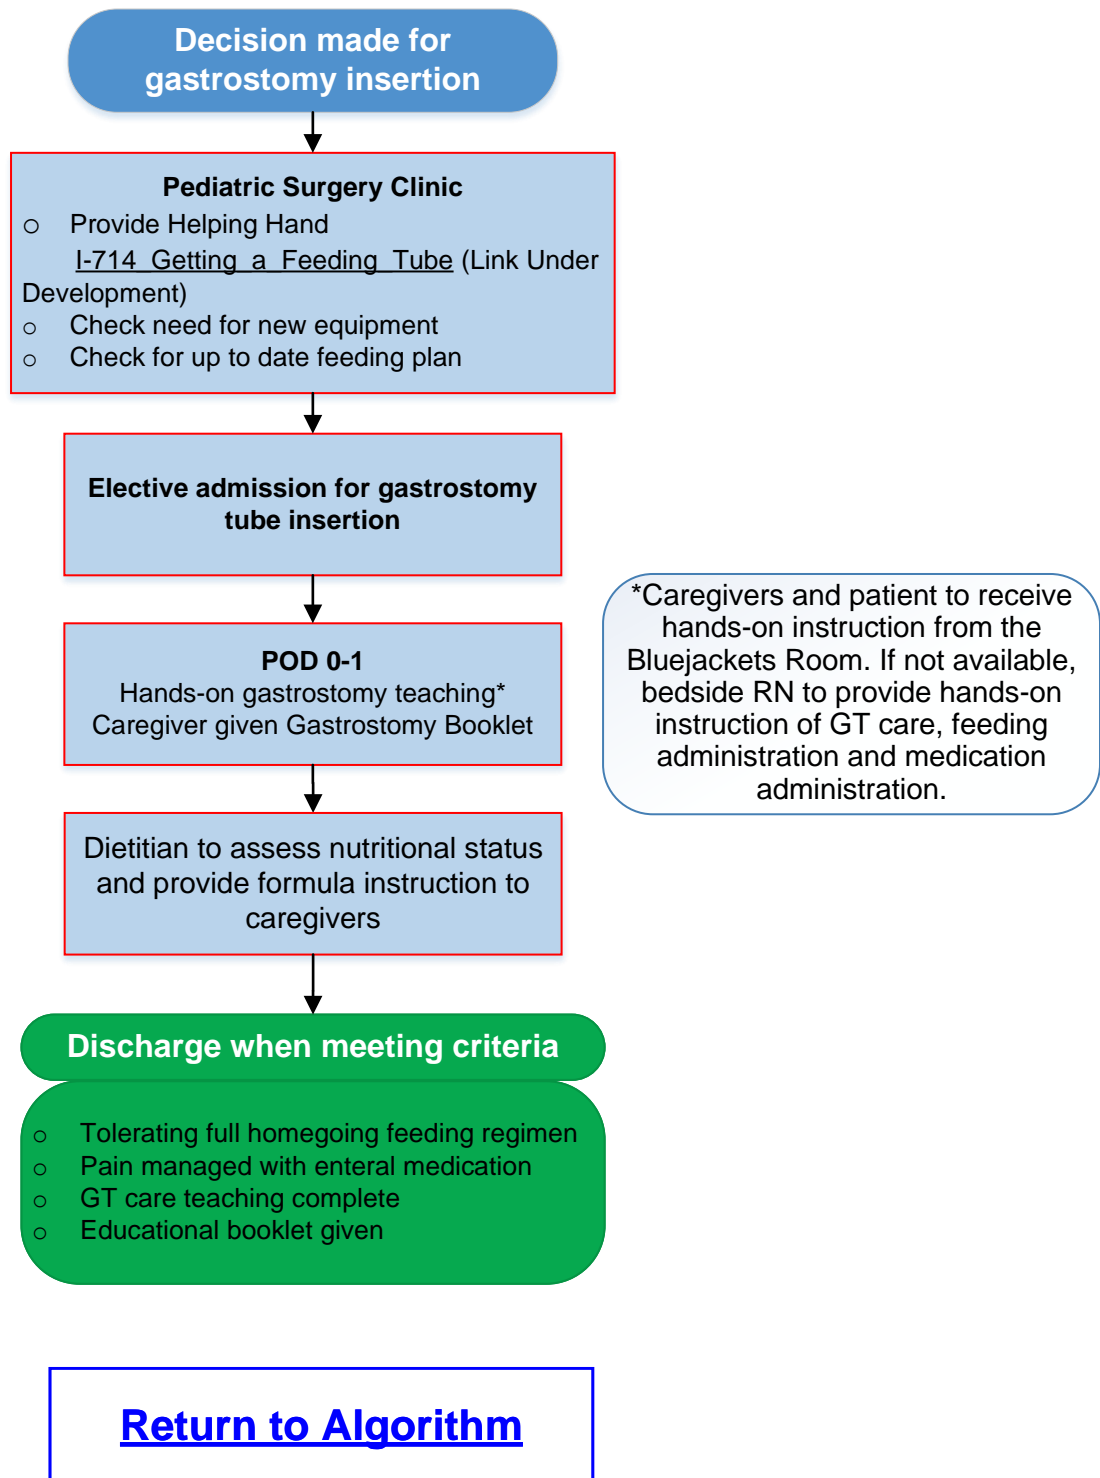 Decision made for
gastrostomy insertion
Pediatric Surgery Clinic
o Provide Helping Hand
I-714_Getting_a_Feeding_Tube (Link Under
Development)
o Check need for new equipment
o Check for up to date feeding plan
Elective admission for gastrostomy
tube insertion
POD 0-1
Hands-on gastrostomy teaching*
Caregiver given Gastrostomy Booklet
*Caregivers and patient to receive
hands-on instruction from the
Bluejackets Room. If not available,
bedside RN to provide hands-on
instruction of GT care, feeding
administration and medication
administration.
Dietitian to assess nutritional status
and provide formula instruction to
caregivers
Discharge when meeting criteria
o Tolerating full homegoing feeding regimen
o Pain managed with enteral medication
o GT care teaching complete
o Educational booklet given
Return to Algorithm